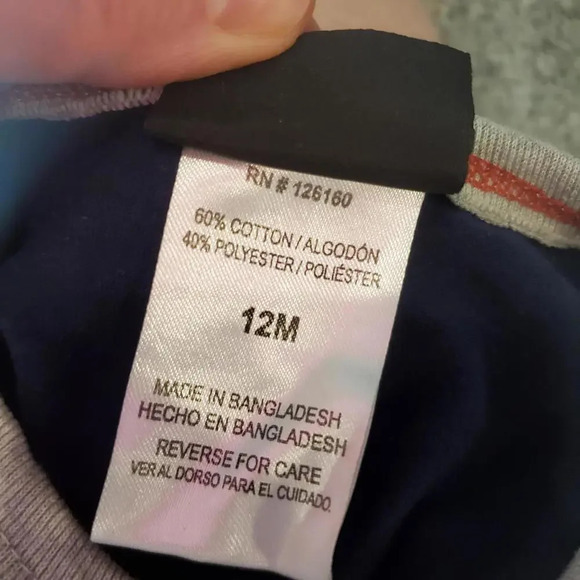 RN # 126160
60% COTTON / ALGODÓN
40% POLYESTER / POLIÉSTER
12M
MADE IN BANGLADESH
HECHO EN BANGLADESH
REVERSE FOR CARE
VER AL DORSO PARA EL CUIDADO.